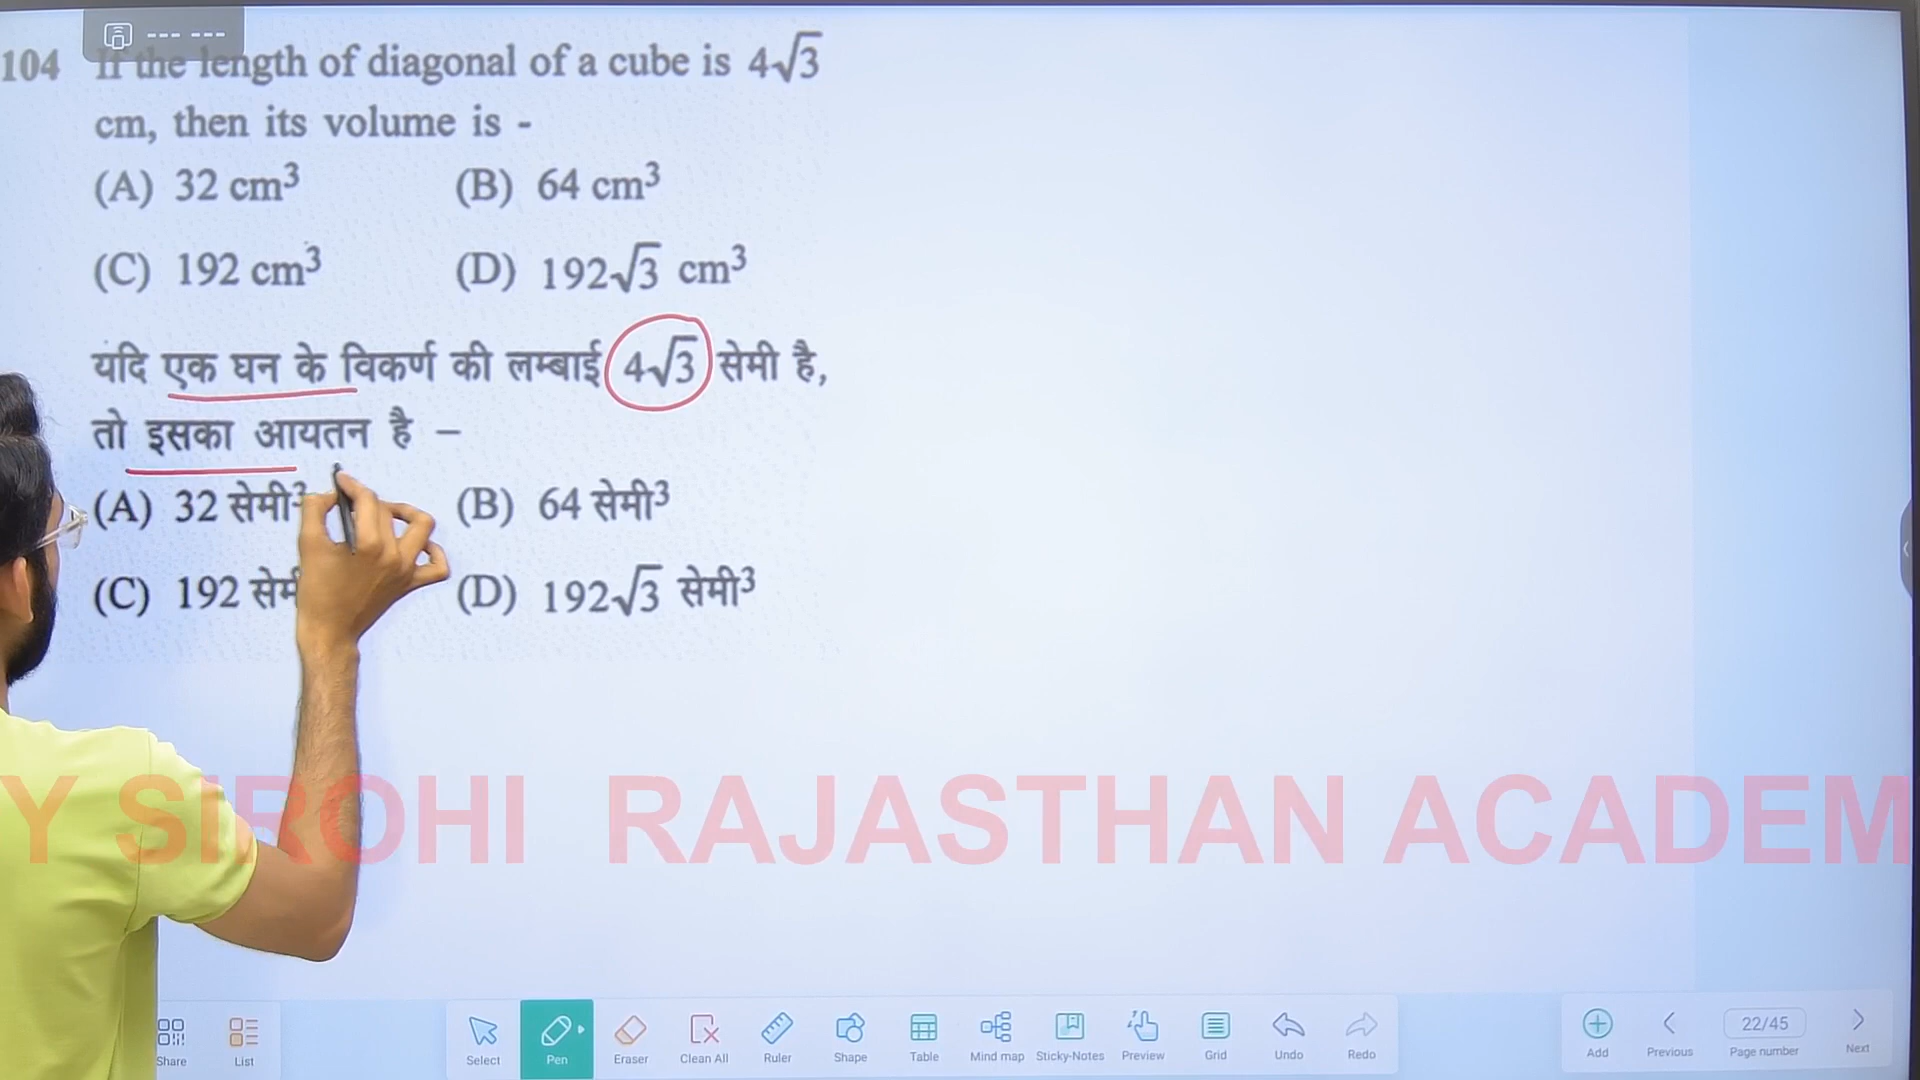 104 If the length of diagonal of a cube is 4√3
cm, then its volume is -
(A) 32 cm³ (B) 64 cm³
(C) 192 cm³ (D) 192√3 cm³
यदि एक घन के विकर्ण की लम्बाई 4√3 सेमी है,
तो इसका आयतन है –
(A) 32 सेमी³ (B) 64 सेमी³
(C) 192 (D) 192√3 सेमी³
Y SIROHI RAJASTHAN ACADEM
Share List Select Pen Eraser Clean All Ruler Shape Table Mind map Sticky-Notes Preview Grid Undo Redo Add Previous 22/45 Page number Next